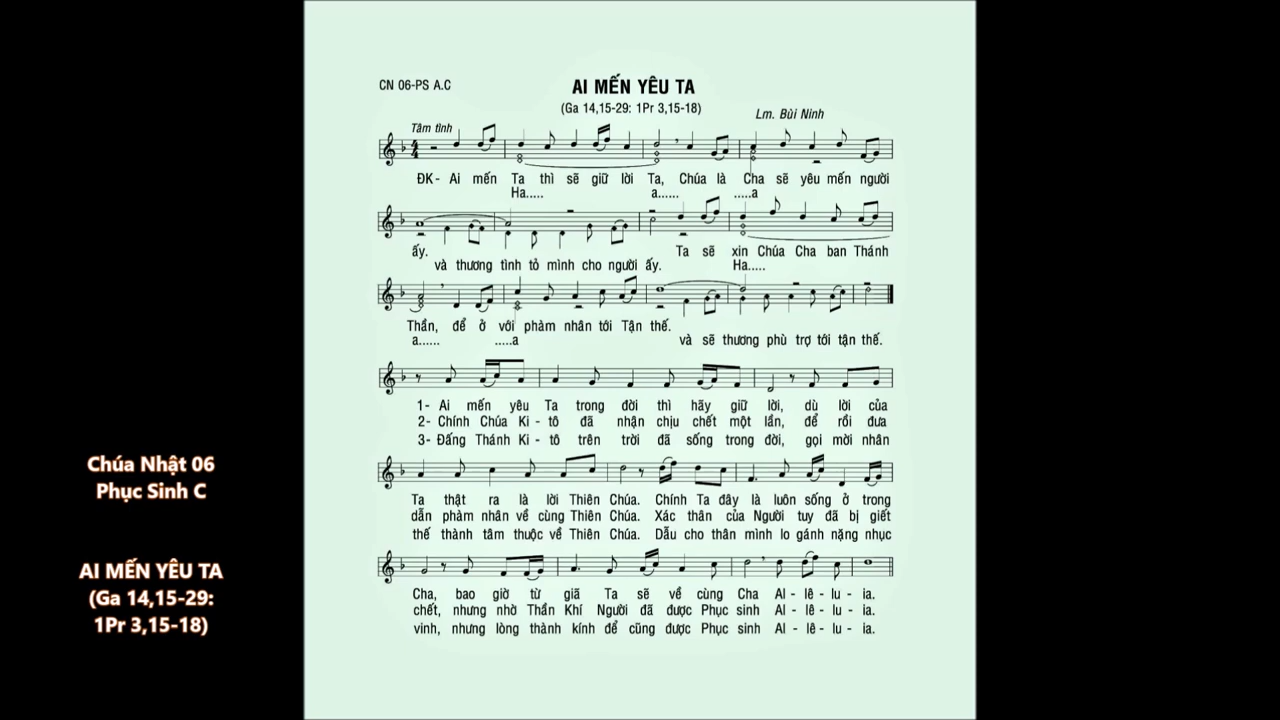 CN 06-PS A.C
AI MẾN YÊU TA
(Ga 14,15-29: 1Pr 3,15-18)
Lm. Bùi Ninh
Tâm tình
ĐK- Ai mến Ta thì sẽ giữ lời Ta, Chúa là Cha sẽ yêu mến người
Ha..... a...... .....a
ấy. Ta sẽ xin Chúa Cha ban Thánh
và thương tình tỏ mình cho người ấy. Ha.....
Thần, để ở với phàm nhân tới Tận thế.
a...... .....a và sẽ thương phù trợ tới tận thế.
1- Ai mến yêu Ta trong đời thì hãy giữ lời, dù lời của
2- Chính Chúa Ki - tô đã nhận chịu chết một lần, để rồi đưa
3- Đấng Thánh Ki - tô trên trời đã sống trong đời, gọi mời nhân
Ta thật ra là lời Thiên Chúa. Chính Ta đây là luôn sống ở trong
dẫn phàm nhân về cùng Thiên Chúa. Xác thân của Người tuy đã bị giết
thế thành tâm thuộc về Thiên Chúa. Dẫu cho thân mình lo gánh nặng nhục
Cha, bao giờ từ giã Ta sẽ về cùng Cha Al - lê - lu - ia.
chết, nhưng nhờ Thần Khí Người đã được Phục sinh Al - lê - lu - ia.
vinh, nhưng lòng thành kính để cũng được Phục sinh Al - lê - lu - ia.
Chúa Nhật 06
Phục Sinh C
AI MẾN YÊU TA
(Ga 14,15-29:
1Pr 3,15-18)